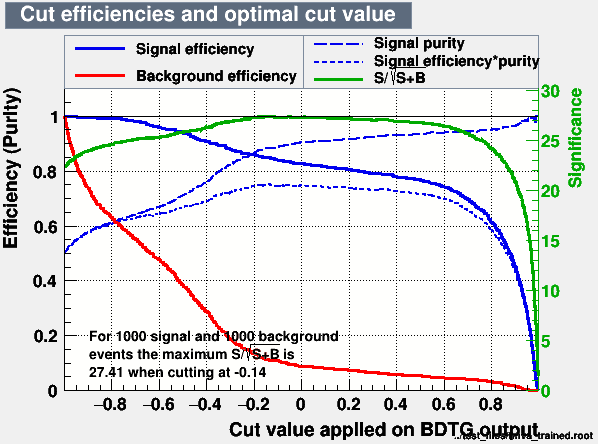 Cut efficiencies and optimal cut value
Signal efficiency
Background efficiency
Signal purity
Signal efficiency*purity
S/√S+B
Efficiency (Purity)
1
0.8
0.6
0.4
0.2
0
30
25
20
15
10
5
0
Significance
For 1000 signal and 1000 background
events the maximum S/√S+B is
27.41 when cutting at -0.14
−0.8 −0.6 −0.4 −0.2 0 0.2 0.4 0.6 0.8
Cut value applied on BDTG output